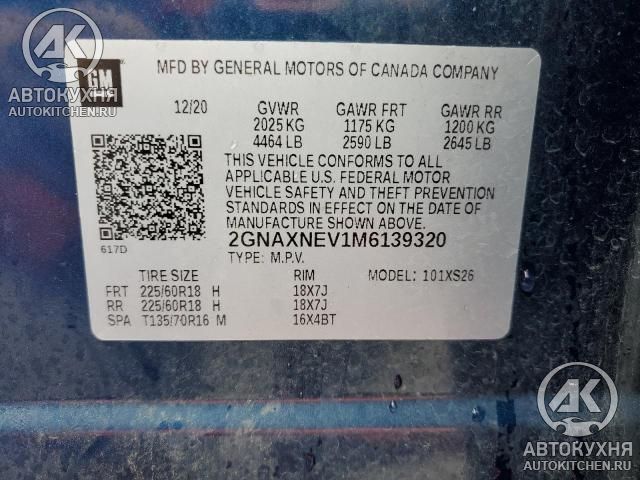 AK
АВТОКУХНЯ
AUTOKITCHEN.RU
GM
MFD BY GENERAL MOTORS OF CANADA COMPANY
12/20 GVWR GAWR FRT GAWR RR
2025 KG 1175 KG 1200 KG
4464 LB 2590 LB 2645 LB
THIS VEHICLE CONFORMS TO ALL
APPLICABLE U.S. FEDERAL MOTOR
VEHICLE SAFETY AND THEFT PREVENTION
STANDARDS IN EFFECT ON THE DATE
OF MANUFACTURE SHOWN ABOVE.
617D
2GNAXNEV1M6139320
TYPE: M.P.V.
TIRE SIZE RIM MODEL: 101XS26
FRT 225/60R18 H 18X7J
RR 225/60R18 H 18X7J
SPA T135/70R16 M 16X4BT
AK
АВТОКУХНЯ
AUTOKITCHEN.RU